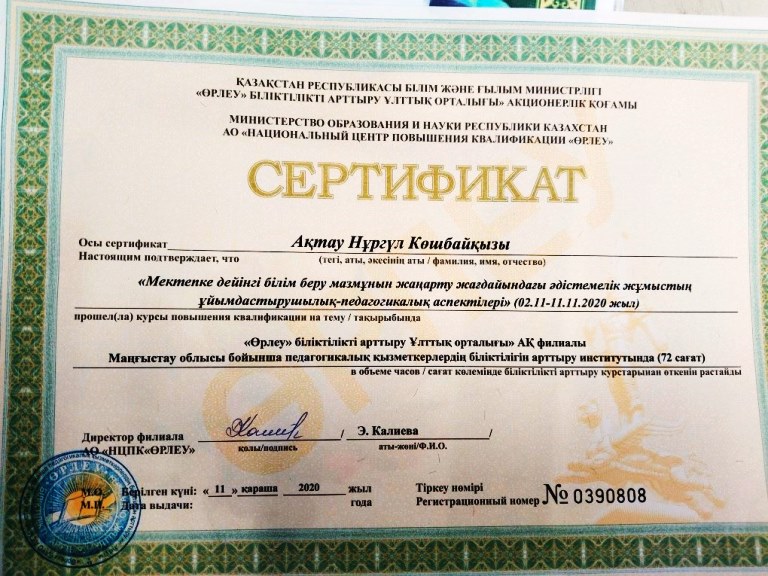 ҚАЗАҚСТАН РЕСПУБЛИКАСЫ БІЛІМ ЖӘНЕ ҒЫЛЫМ МИНИСТРЛІГІ
«ӨРЛЕУ» БІЛІКТІЛІКТІ АРТТЫРУ ҰЛТТЫҚ ОРТАЛЫҒЫ» АКЦИОНЕРЛІК ҚОҒАМЫ
МИНИСТЕРСТВО ОБРАЗОВАНИЯ И НАУКИ РЕСПУБЛИКИ КАЗАХСТАН
АО «НАЦИОНАЛЬНЫЙ ЦЕНТР ПОВЫШЕНИЯ КВАЛИФИКАЦИИ «ӨРЛЕУ»
СЕРТИФИКАТ
Осы сертификат Ақтау Нұргүл Көшбайқызы
Настоящим подтверждает, что (тегі, аты, әкесінің аты / фамилия, имя, отчество)
«Мектепке дейінгі білім беру мазмұнын жаңарту жағдайындағы әдістемелік жұмыстың
ұйымдастырушылық-педагогикалық аспектілері» (02.11-11.11.2020 жыл)
прошел(ла) курсы повышения квалификации на тему / тақырыбында
«Өрлеу» біліктілікті арттыру Ұлттық орталығы» АҚ филиалы
Маңғыстау облысы бойынша педагогикалық қызметкерлердің біліктілігін арттыру институтында (72 сағат)
в объеме часов / сағат көлемінде біліктілікті арттыру курстарынан өткенін растайды
Директор филиала / Э. Калиева /
АО «НЦПК«ӨРЛЕУ» қолы/подпись аты-жөні/Ф.И.О.
М.О. Берілген күні: « 11 » қараша 2020 жыл Тіркеу нөмірі
М.П. Дата выдачи: года Регистрационный номер № 0390808
ӨРЛЕУ